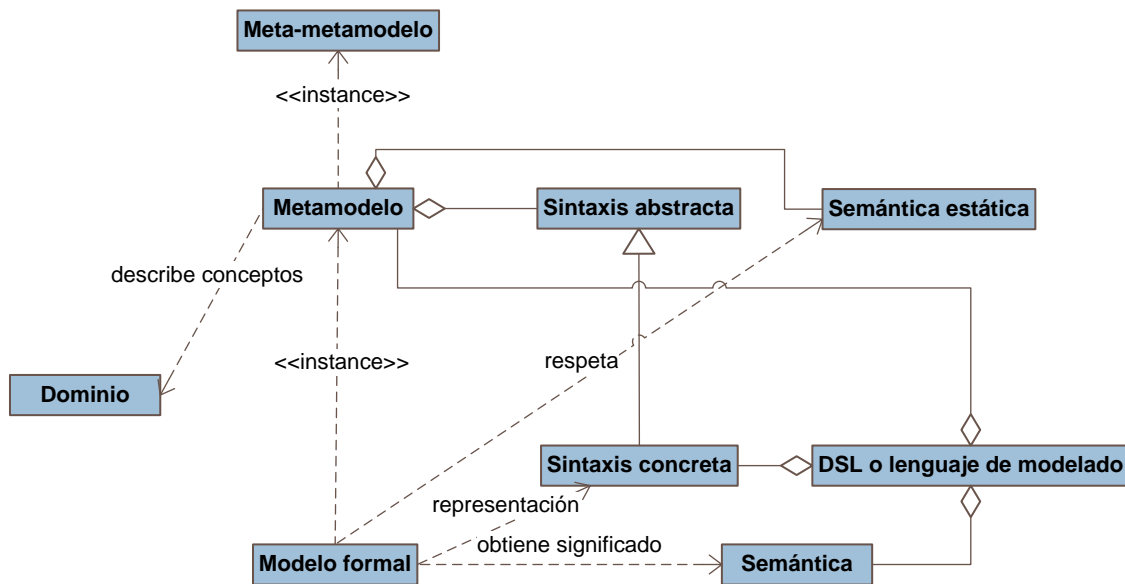 Meta-metamodelo
<<instance>>
Metamodelo
Sintaxis abstracta
Semántica estática
describe conceptos
<<instance>>
respeta
Dominio
Sintaxis concreta
DSL o lenguaje de modelado
representación
obtiene significado
Modelo formal
Semántica